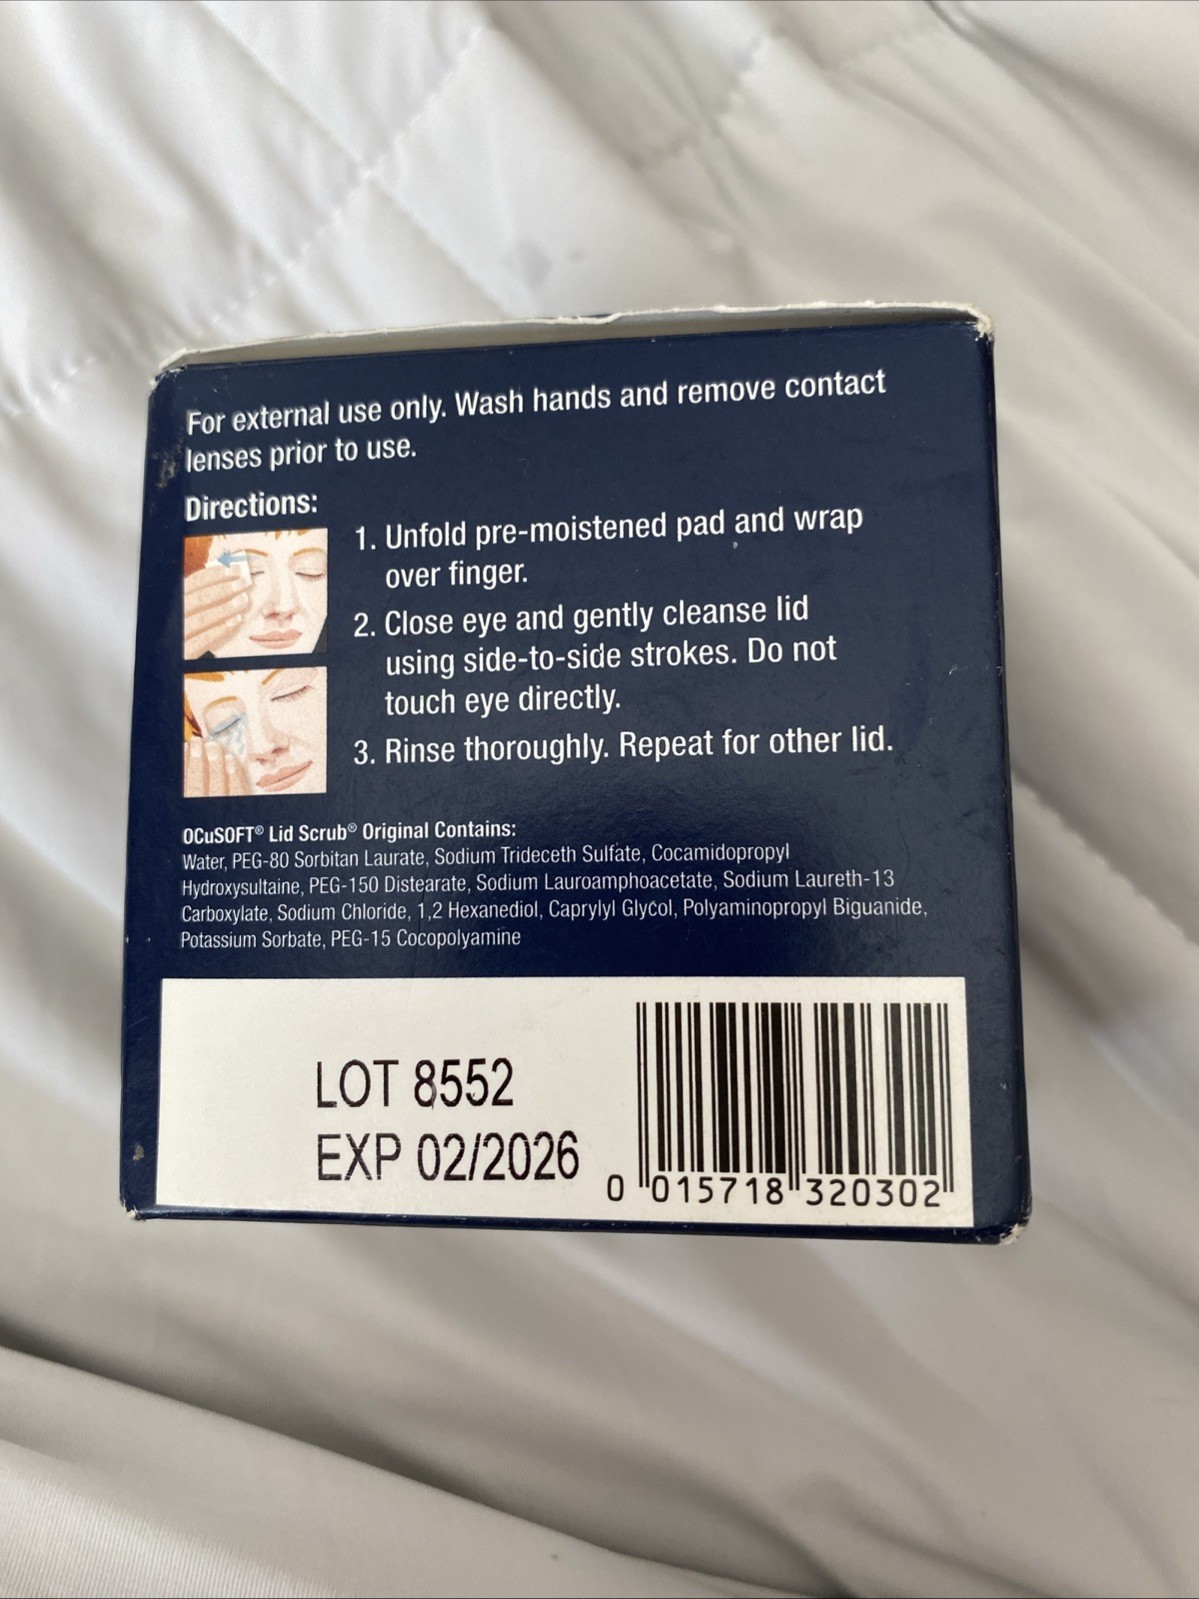 For external use only. Wash hands and remove contact
lenses prior to use.
Directions:
1. Unfold pre-moistened pad and wrap
over finger.
2. Close eye and gently cleanse lid
using side-to-side strokes. Do not
touch eye directly.
3. Rinse thoroughly. Repeat for other lid.
OCuSOFT® Lid Scrub® Original Contains:
Water, PEG-80 Sorbitan Laurate, Sodium Trideceth Sulfate, Cocamidopropyl
Hydroxysultaine, PEG-150 Distearate, Sodium Lauroamphoacetate, Sodium Laureth-13
Carboxylate, Sodium Chloride, 1,2 Hexanediol, Caprylyl Glycol, Polyaminopropyl Biguanide,
Potassium Sorbate, PEG-15 Cocopolyamine
LOT 8552
EXP 02/2026
0 015718 320302